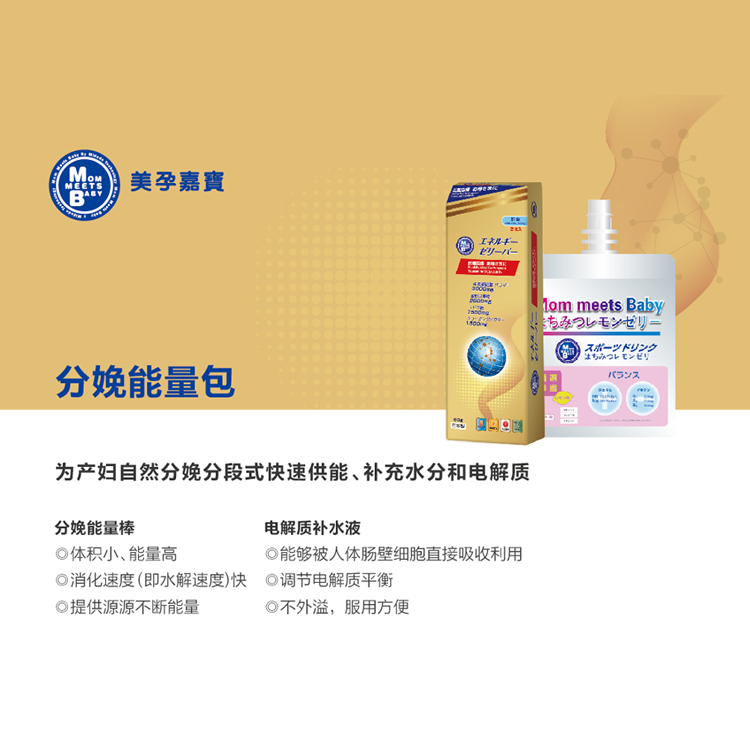 MOM
MEETS
BABY
美孕嘉寶
分娩能量包
エネルギー
ゼリーバー
Mom meets Baby
はちみつレモンゼリー
スポーツドリンク
はちみつレモンゼリ
バランス
为产妇自然分娩分段式快速供能、补充水分和电解质
分娩能量棒
◎体积小、能量高
◎消化速度(即水解速度)快
◎提供源源不断能量
电解质补水液
◎能够被人体肠壁细胞直接吸收利用
◎调节电解质平衡
◎不外溢，服用方便